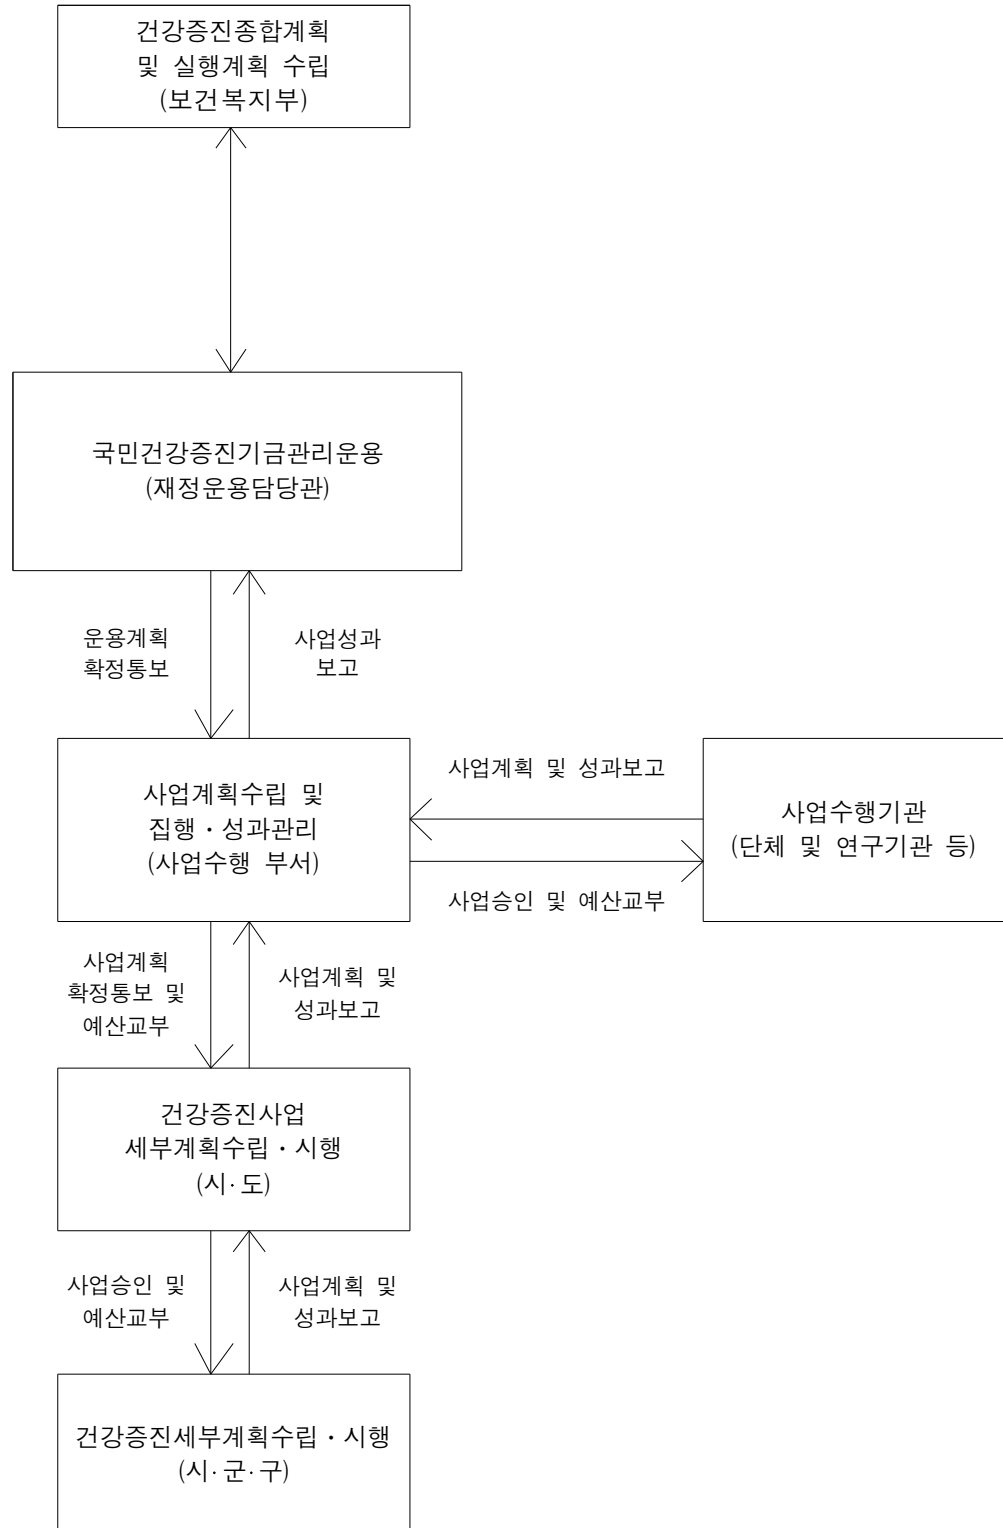 건강증진종합계획
및 실행계획 수립
(보건복지부)
국민건강증진기금관리운용
(재정운용담당관)
운용계획
확정통보
사업성과
보고
사업계획수립 및
집행·성과관리
(사업수행 부서)
사업계획 및 성과보고
사업승인 및 예산교부
사업수행기관
(단체 및 연구기관 등)
사업계획
확정통보 및
예산교부
사업계획 및
성과보고
건강증진사업
세부계획수립·시행
(시·도)
사업승인 및
예산교부
사업계획 및
성과보고
건강증진세부계획수립·시행
(시·군·구)